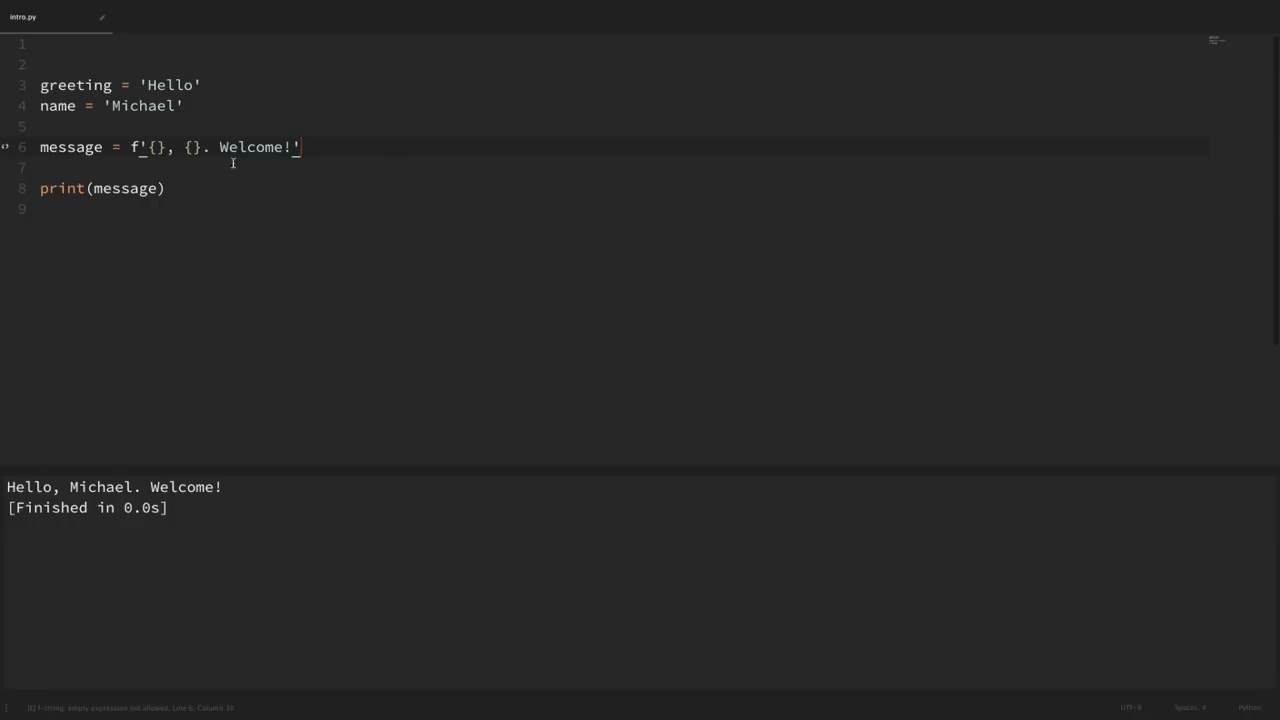 intro.py
1
2
3 greeting = 'Hello'
4 name = 'Michael'
5
6 message = f'{}, {}. Welcome!'
7
8 print(message)
9
Hello, Michael. Welcome!
[Finished in 0.0s]
f-string: empty expression not allowed, Line 6, Column 30
UTF-8 Spaces: 4 Python